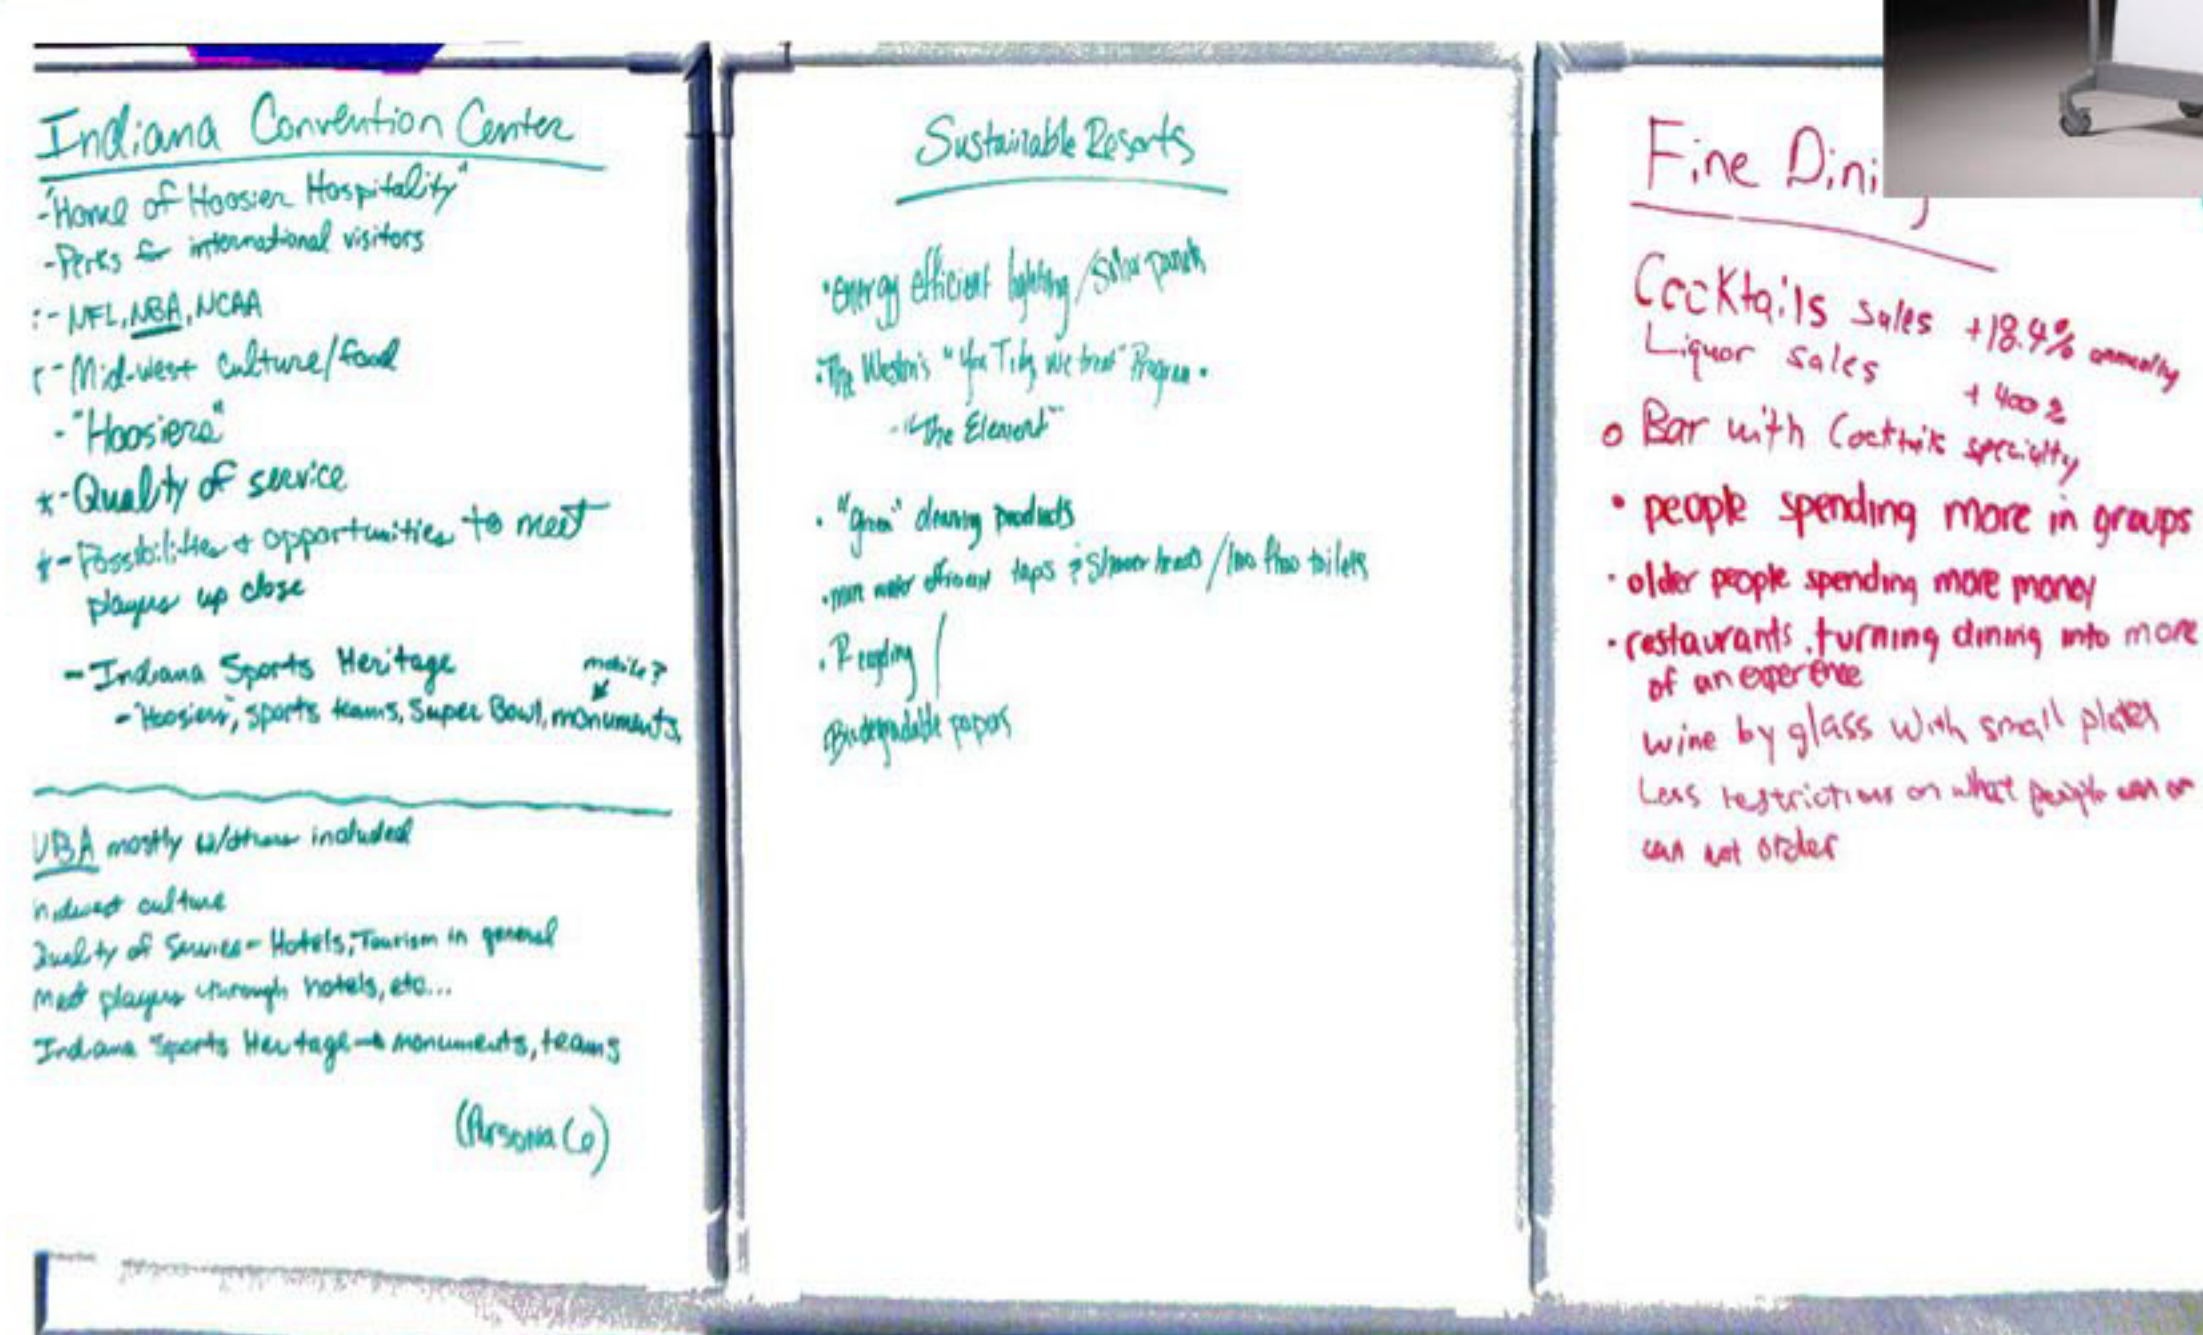 Indiana Convention Center
- "Home of Hoosier Hospitality"
- Perks for international visitors
- NFL, NBA, NCAA
- Mid-west culture/food
- "Hoosiers"
* - Quality of service
* - Possibilities & opportunities to meet
players up close
- Indiana Sports Heritage
mobile?
- "Hoosiers", sports teams, Super Bowl, monuments,
mostly w/others included
midwest culture
Quality of Service - Hotels, Tourism in general
meet players through hotels, etc...
Indiana Sports Heritage → monuments, teams
Sustainable Resorts
• energy efficient lighting / Solar panels
• The Westin's "You we treat" Program •
- "The Element"
• "green" cleaning products
• more water efficient taps & Shower heads / low flow toilets
•
Biodegradable papers
Fine Dini
Cocktails sales +18.4% annually
Liquor sales + 400%
o Bar with Cocktails specialty
• people spending more in groups
• older people spending more money
• restaurants turning dining into more
of an experence
wine by glass with small plates
Less restrictions on what people can or
can not order